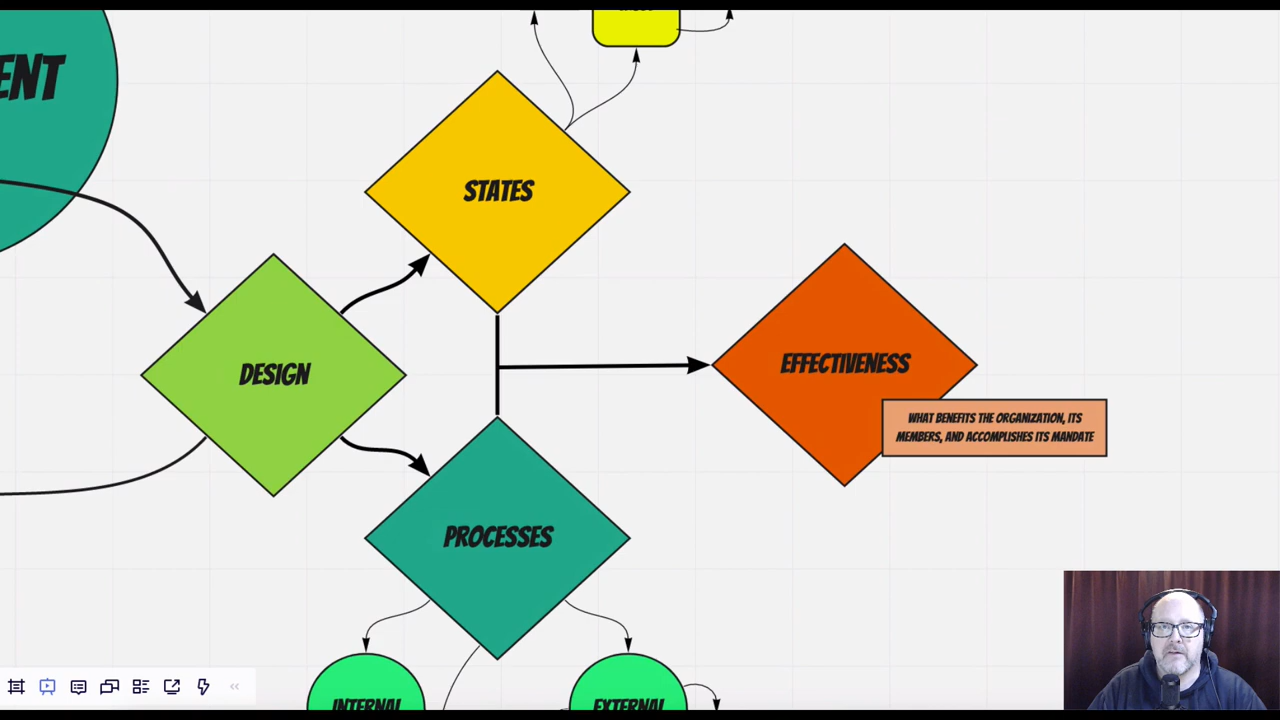 ENT
STATES
DESIGN
EFFECTIVENESS
WHAT BENEFITS THE ORGANIZATION, ITS
MEMBERS, AND ACCOMPLISHES ITS MANDATE
PROCESSES
INTERNAL
EXTERNAL